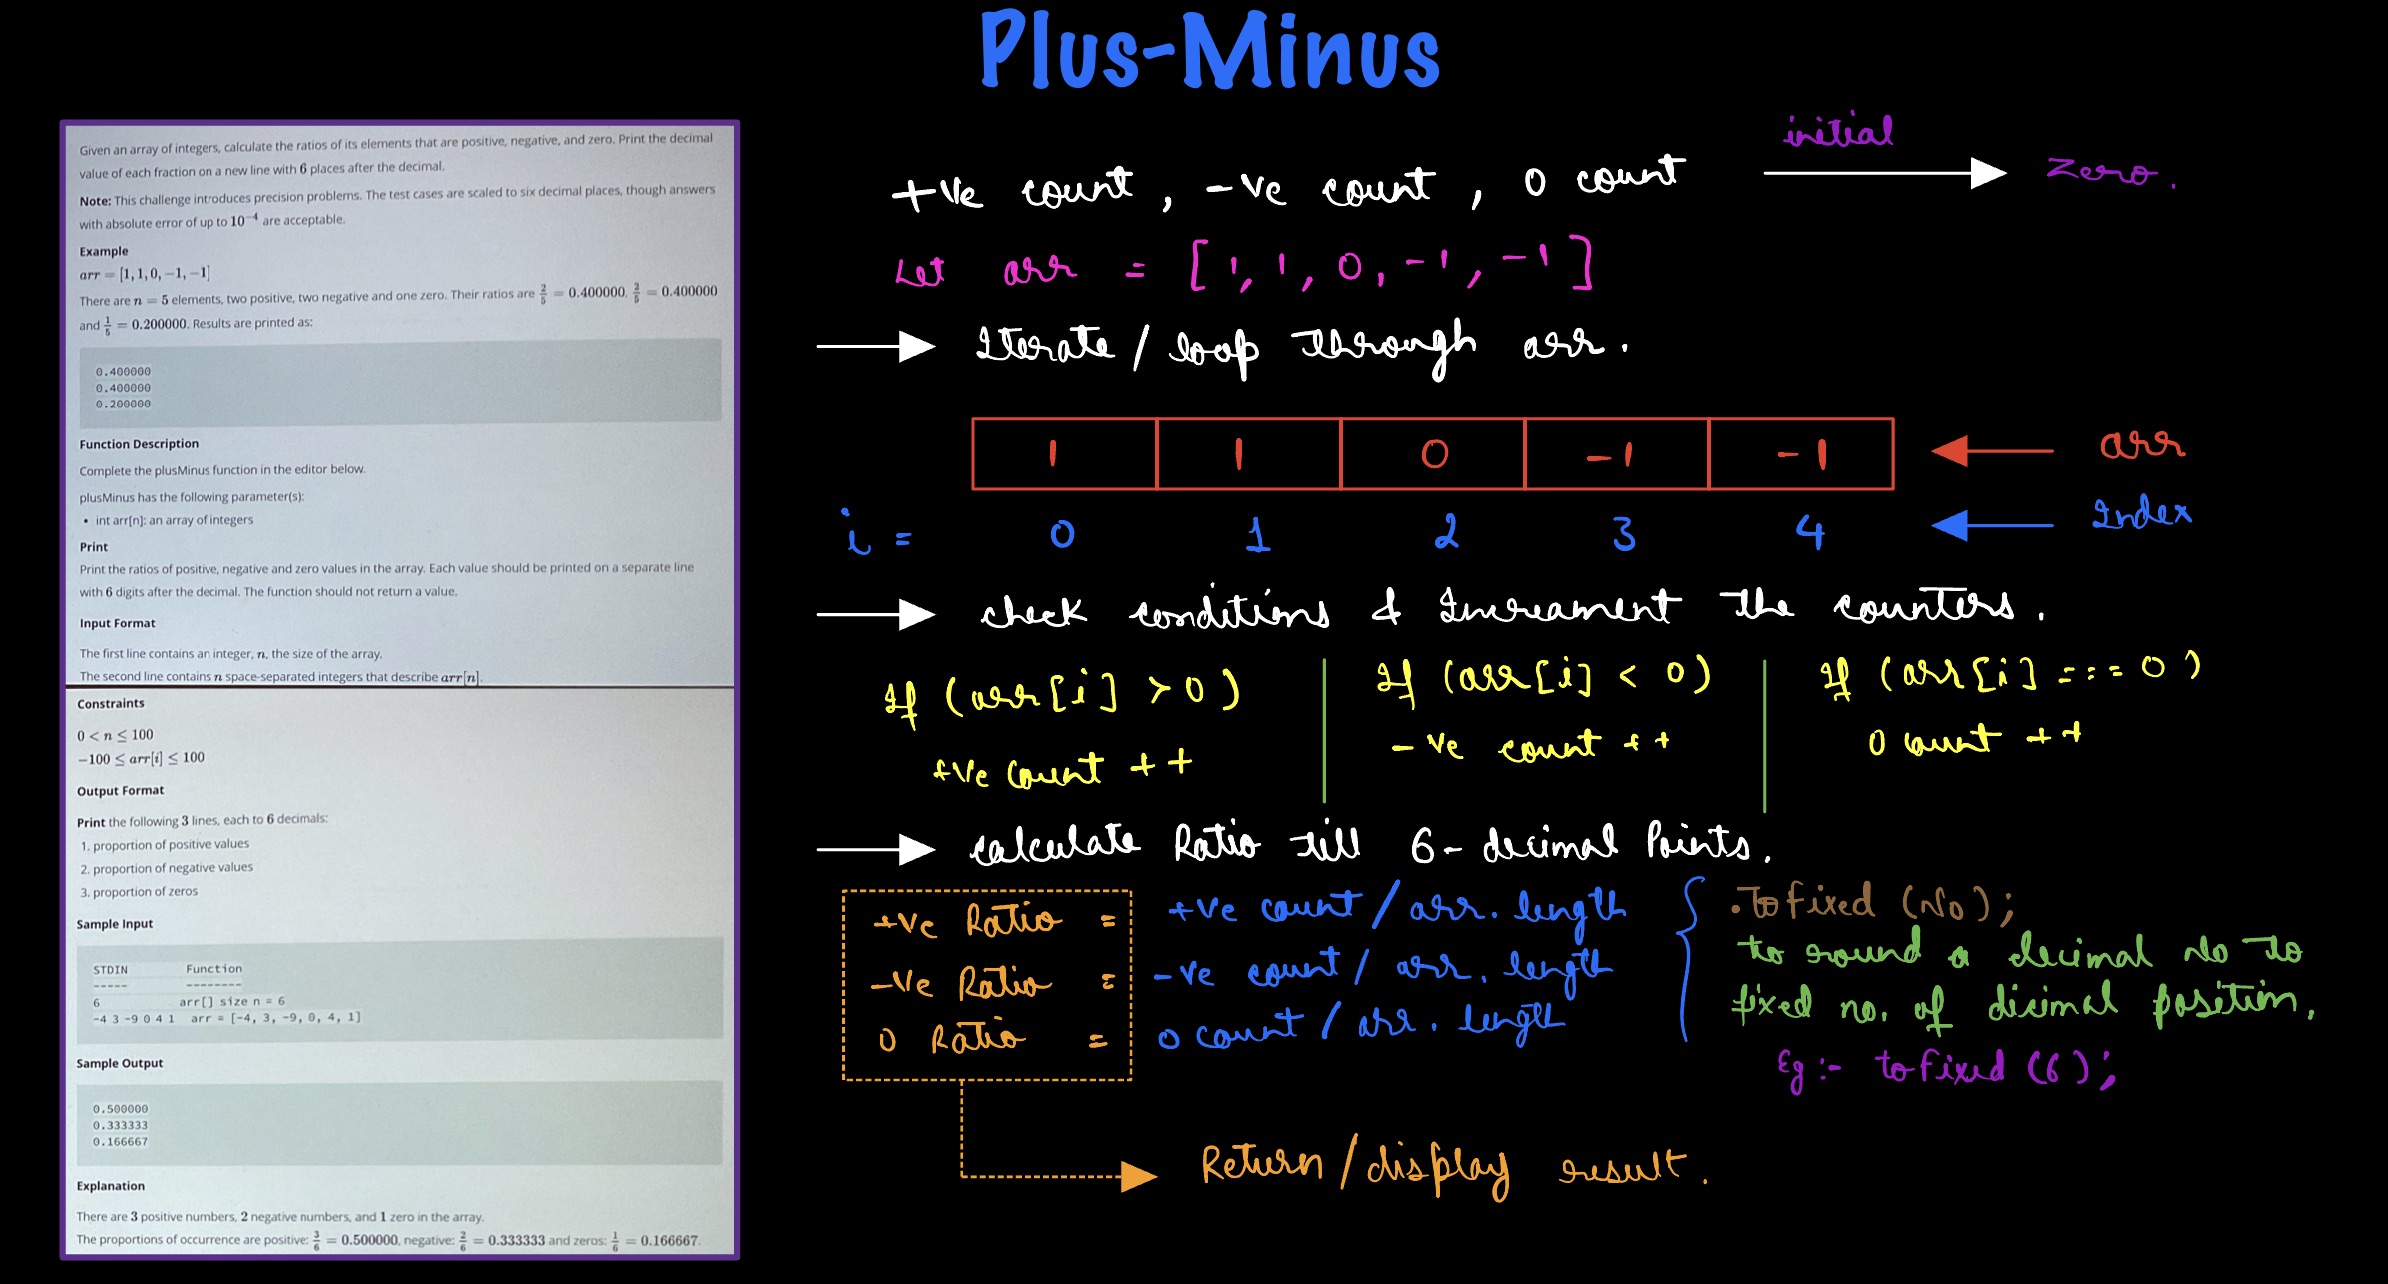 Plus-Minus
Given an array of integers, calculate the ratios of its elements that are positive, negative, and zero. Print the decimal
value of each fraction on a new line with 6 places after the decimal.
Note: This challenge introduces precision problems. The test cases are scaled to six decimal places, though answers
with absolute error of up to 10^-4 are acceptable.
Example
arr = [1, 1, 0, −1, −1]
There are n = 5 elements, two positive, two negative and one zero. Their ratios are 2/5 = 0.400000, 2/5 = 0.400000
and 1/5 = 0.200000. Results are printed as:
0.400000
0.400000
0.200000
Function Description
Complete the plusMinus function in the editor below.
plusMinus has the following parameter(s):
• int arr[n]: an array of integers
Print
Print the ratios of positive, negative and zero values in the array. Each value should be printed on a separate line
with 6 digits after the decimal. The function should not return a value.
Input Format
The first line contains an integer, n, the size of the array.
The second line contains n space-separated integers that describe arr[n].
Constraints
0 < n ≤ 100
−100 ≤ arr[i] ≤ 100
Output Format
Print the following 3 lines, each to 6 decimals:
1. proportion of positive values
2. proportion of negative values
3. proportion of zeros
Sample Input
STDIN Function
----- --------
6 arr[] size n = 6
-4 3 -9 0 4 1 arr = [-4, 3, -9, 0, 4, 1]
Sample Output
0.500000
0.333333
0.166667
Explanation
There are 3 positive numbers, 2 negative numbers, and 1 zero in the array.
The proportions of occurrence are positive: 3/6 = 0.500000, negative: 2/6 = 0.333333 and zeros: 1/6 = 0.166667.
+ve count, -ve count, 0 count initial Zero.
Let arr = [1, 1, 0, -1, -1]
Iterate / loop through arr.
1 1 0 -1 -1 arr
i = 0 1 2 3 4 Index
check conditions & Increament the counters.
If (arr[i] > 0)
+ve count ++
If (arr[i] < 0)
-ve count ++
If (arr[i] === 0)
0 count ++
calculate Ratio till 6-decimal Points.
+ve Ratio = +ve count / arr.length
-ve Ratio = -ve count / arr.length
0 Ratio = 0 count / arr.length
.Tofixed (No);
to round a decimal No to
fixed no. of dicimal position.
Eg :- tofixed (6);
Return / display result.